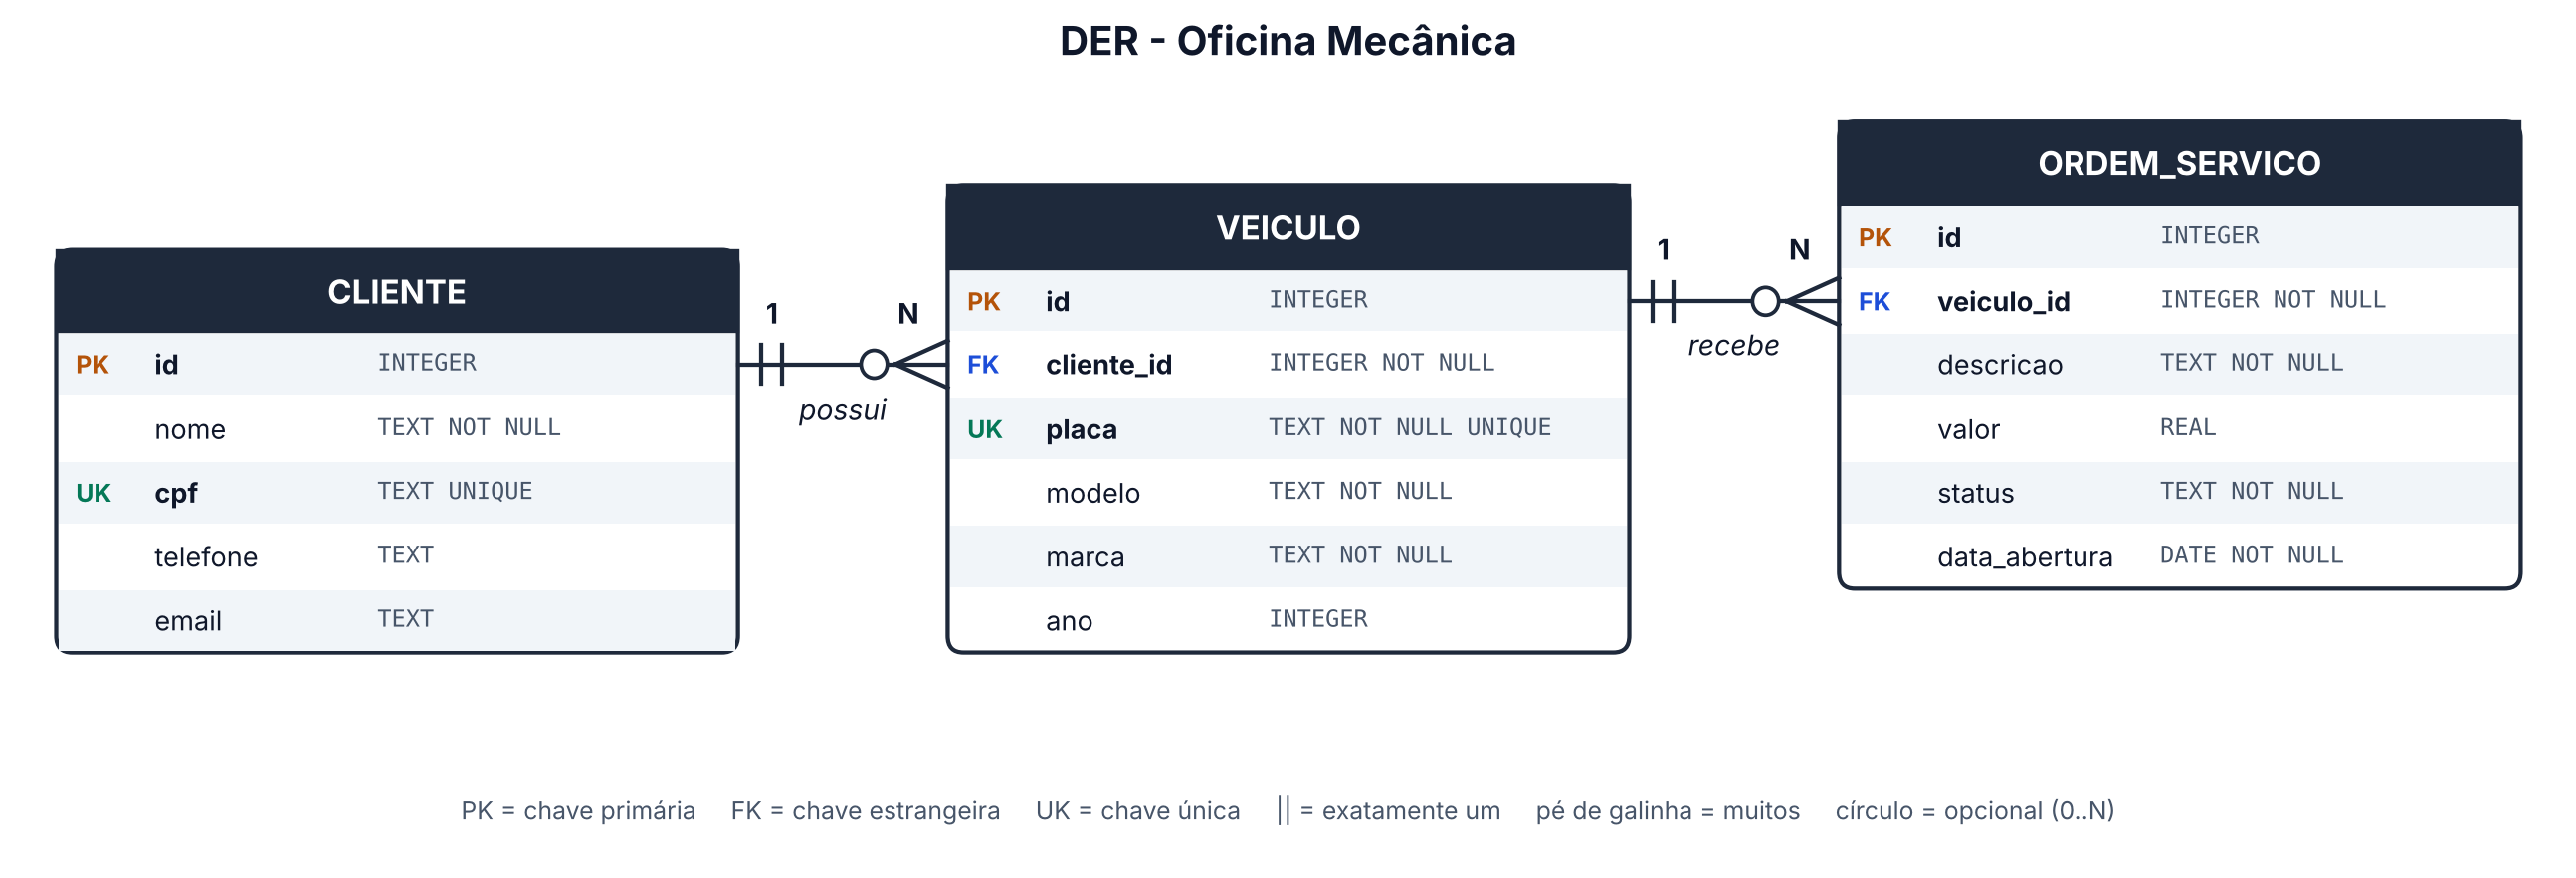 DER - Oficina Mecânica
CLIENTE
PK id INTEGER
nome TEXT NOT NULL
UK cpf TEXT UNIQUE
telefone TEXT
email TEXT
1 N
possui
VEICULO
PK id INTEGER
FK cliente_id INTEGER NOT NULL
UK placa TEXT NOT NULL UNIQUE
modelo TEXT NOT NULL
marca TEXT NOT NULL
ano INTEGER
1 N
recebe
ORDEM_SERVICO
PK id INTEGER
FK veiculo_id INTEGER NOT NULL
descricao TEXT NOT NULL
valor REAL
status TEXT NOT NULL
data_abertura DATE NOT NULL
PK = chave primária FK = chave estrangeira UK = chave única || = exatamente um pé de galinha = muitos círculo = opcional (0..N)